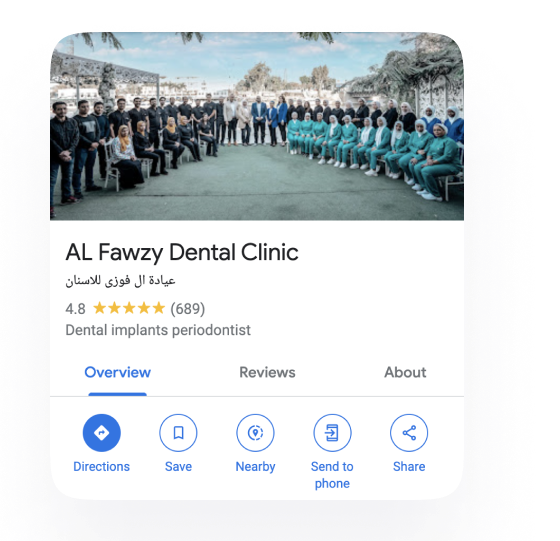 AL Fawzy Dental Clinic
عيادة ال فوزى للاسنان
4.8 ★★★★★ (689)
Dental implants periodontist
Overview Reviews About
Directions Save Nearby Send to phone Share